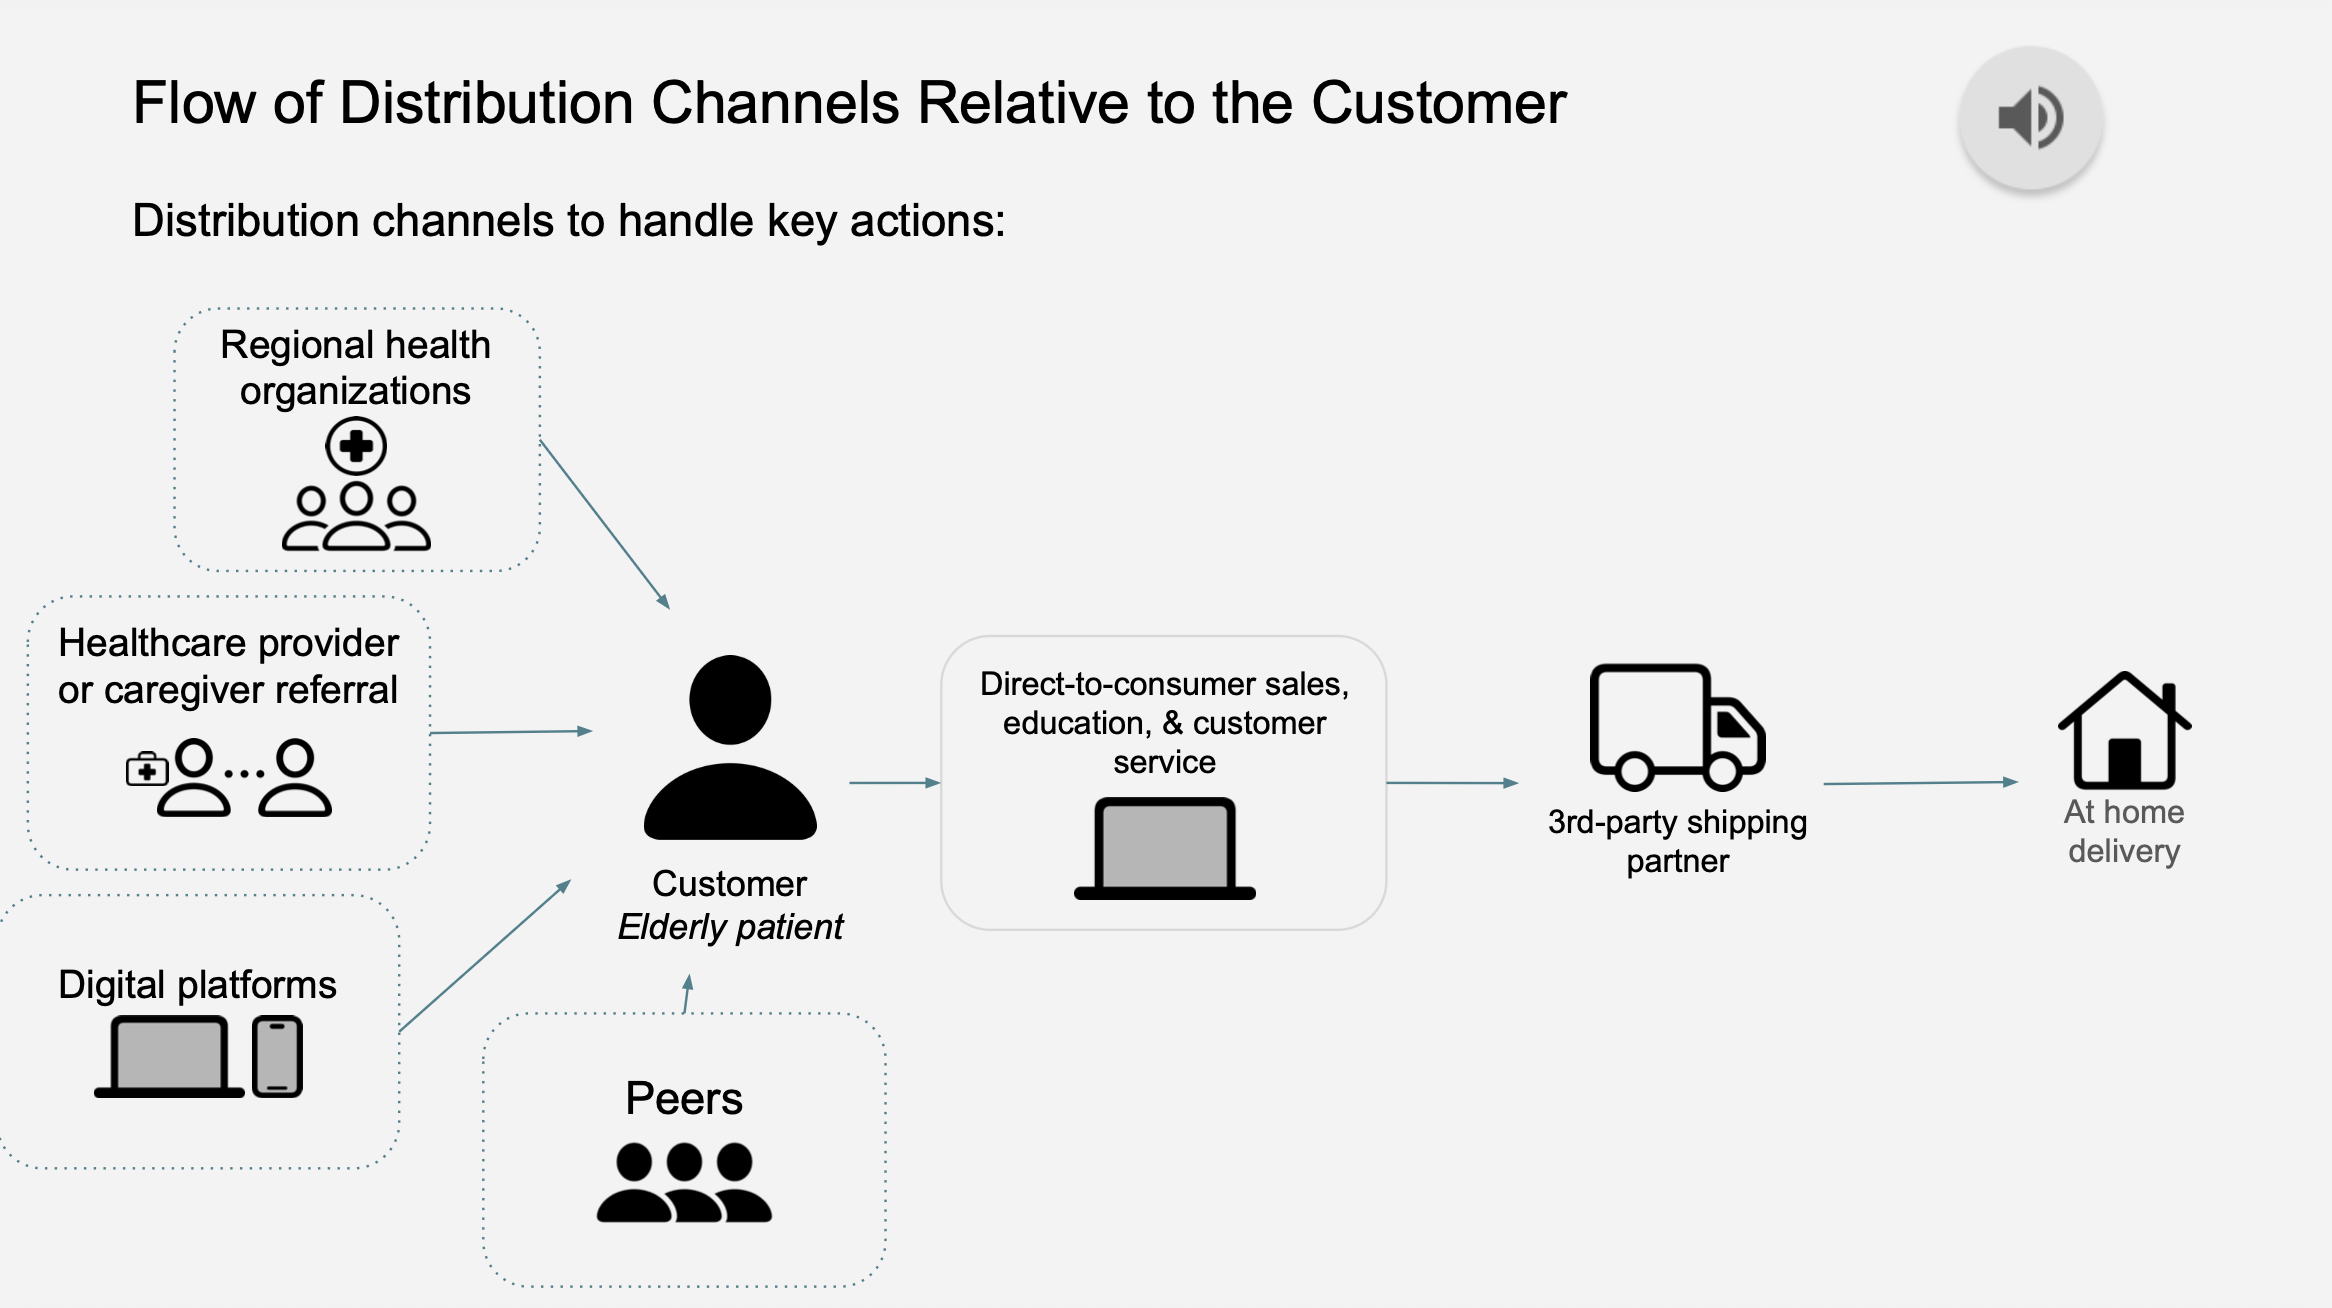 Flow of Distribution Channels Relative to the Customer
Distribution channels to handle key actions:
Regional health
organizations
Healthcare provider
or caregiver referral
Digital platforms
Peers
Customer
Elderly patient
Direct-to-consumer sales,
education, & customer
service
3rd-party shipping
partner
At home
delivery